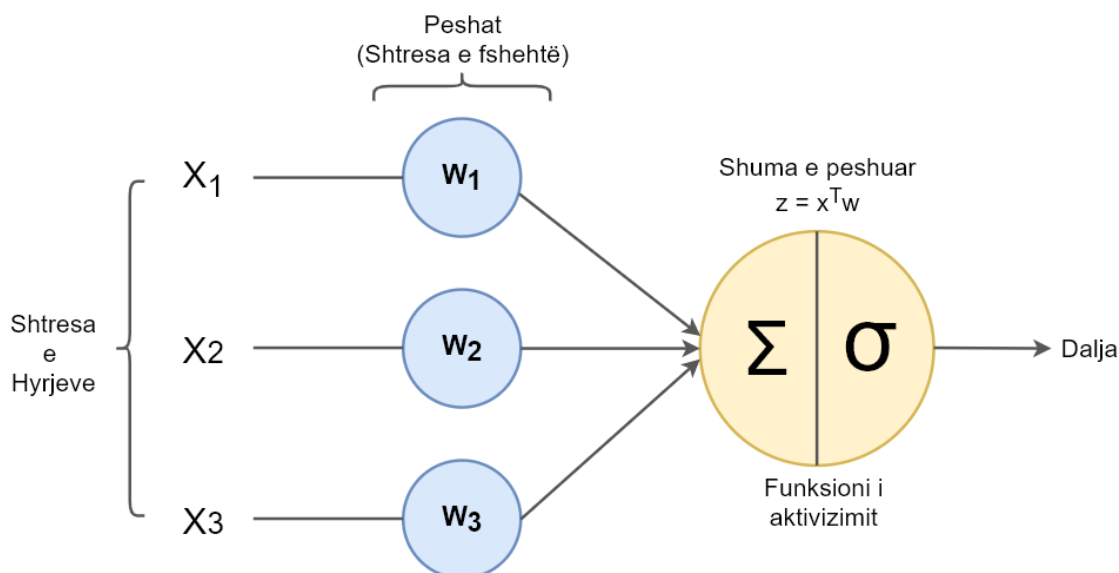 Peshat
(Shtresa e fshehtë)
X1
w1
Shuma e peshuar
z = xTw
Shtresa
e
Hyrjeve
X2
w2
Σ
σ
Dalja
X3
w3
Funksioni i
aktivizimit